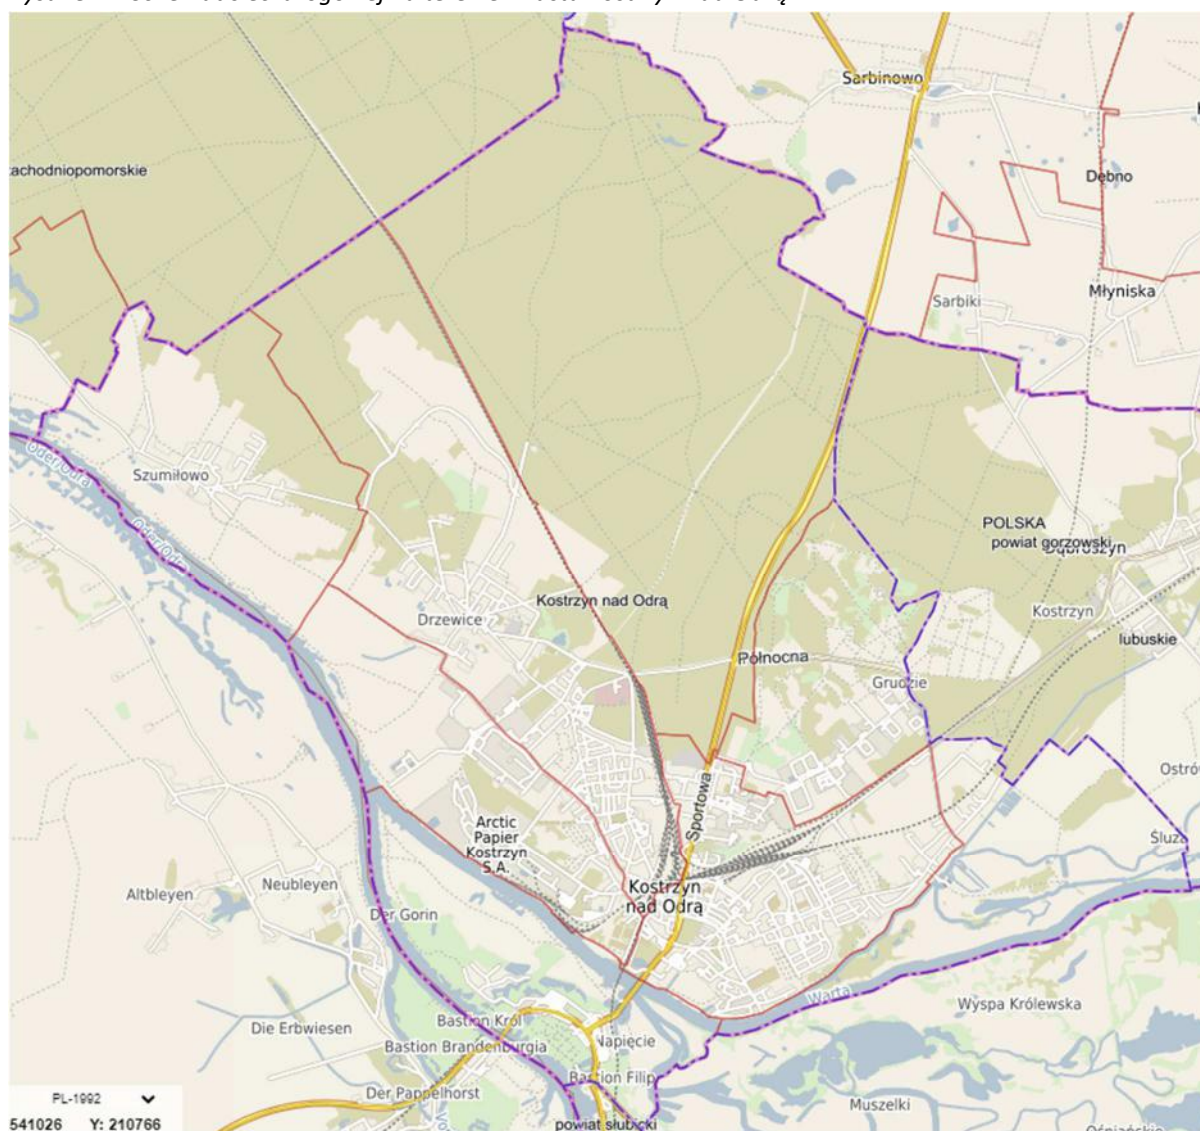 Sarbinowo
zachodniopomorskie
Dębno
Młyniska
Sarbiki
Oder/Odra
Szumiłowo
Oder/Odra
POLSKA
powiat gorzowski
Dąbroszyn
Kostrzyn nad Odrą
Kostrzyn
Drzewice
lubuskie
Północna
Grudzie
Sportowa
Arctic
Papier
Kostrzyn
S.A.
Kostrzyn
nad Odrą
Altbleyen
Neubleyen
Der Gorin
Warta
Wyspa Królewska
Bastion Król
Die Erbwiesen
Napięcie
Bastion Brandenburgia
Bastion Filip
Der Pappelhorst
Muszelki
PL-1992
541026 Y: 210766
powiat słubicki